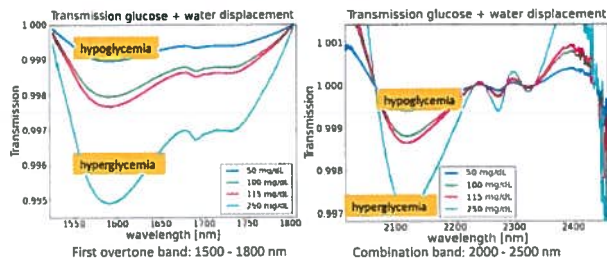 Transmission glucose + water displacement
1.000
0.999
0.998
0.997
0.996
0.995
Transmission
hypoglycemia
hyperglycemia
50 mg/dL
100 mg/dL
115 mg/dL
250 mg/dL
1600
1700
1800
wavelength [nm]
First overtone band: 1500 - 1800 nm
Transmission glucose + water displacement
1.001
1.000
0.999
0.998
0.997
Transmission
hypoglycemia
hyperglycemia
50 mg/dL
100 mg/dL
115 mg/dL
250 mg/dL
2100
2200
2300
2400
wavelength [nm]
Combination band: 2000 - 2500 nm